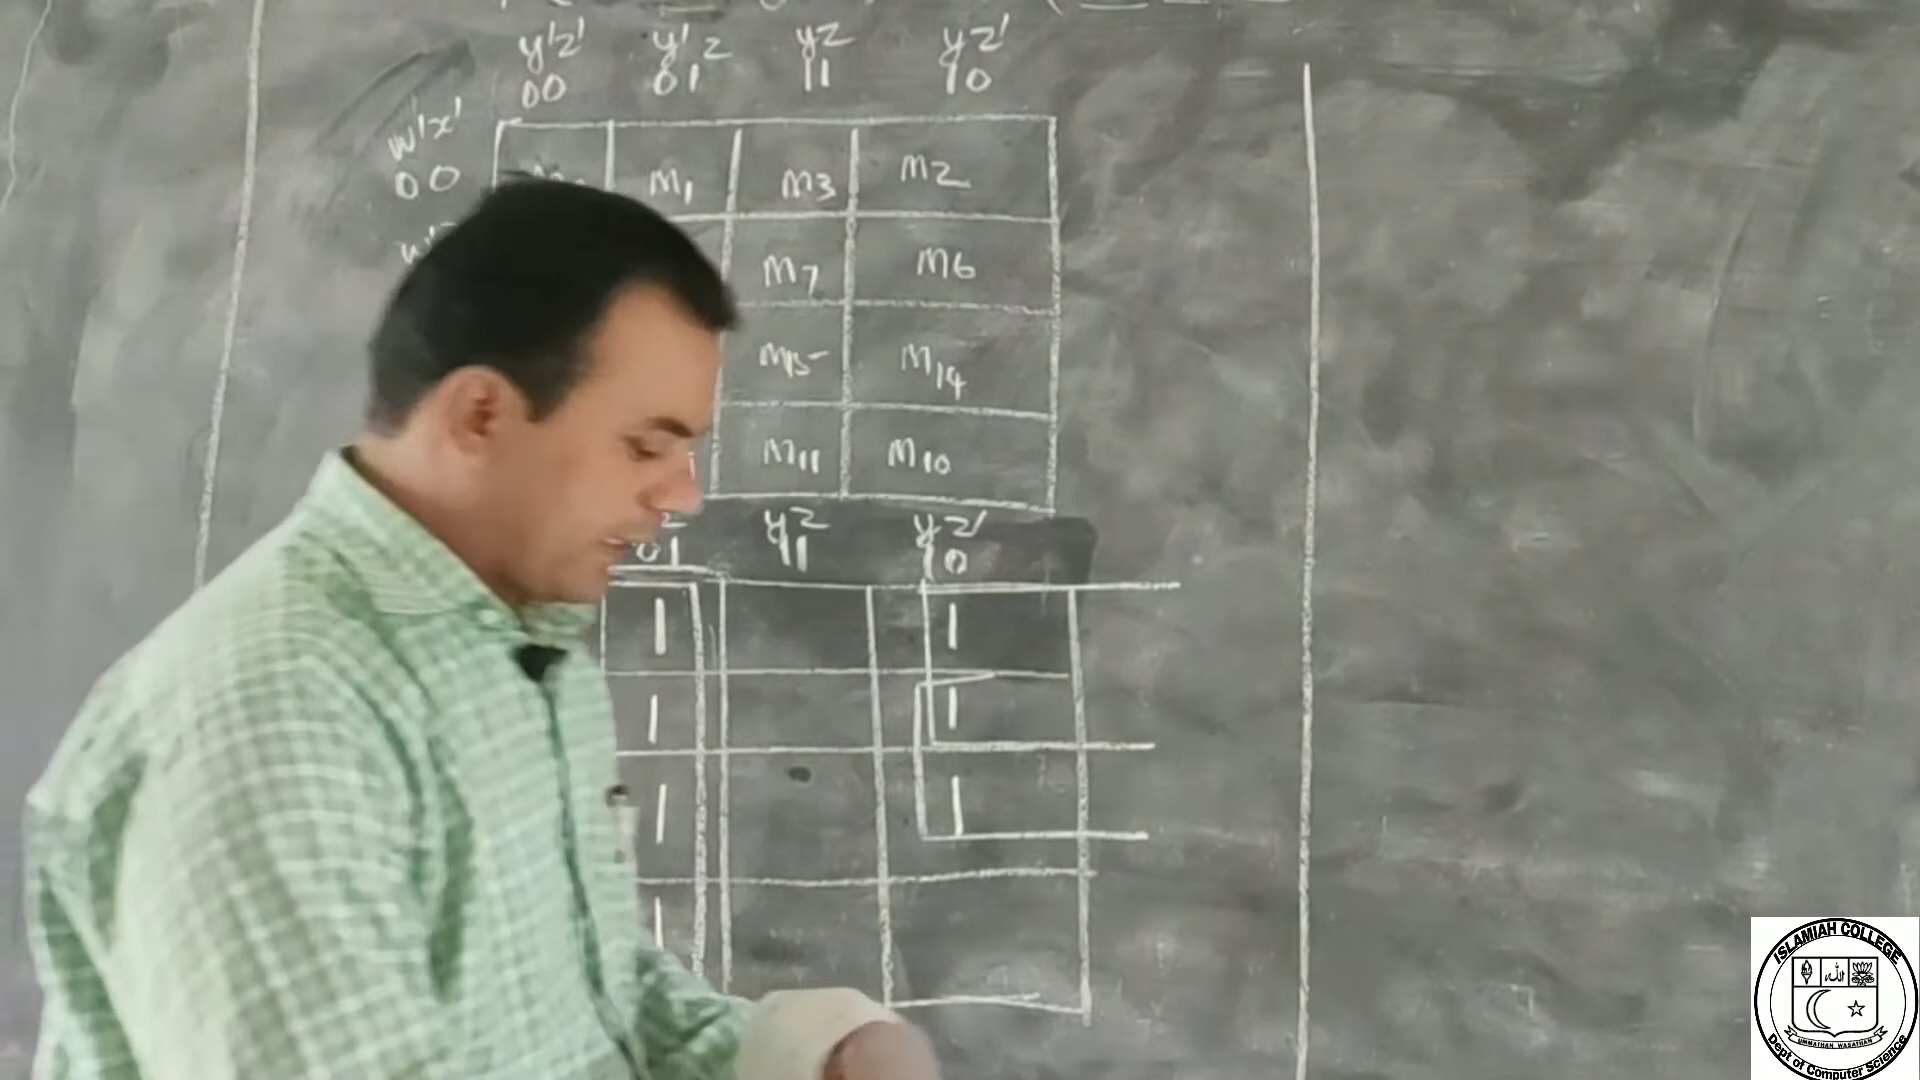 y'z' y'z yz yz'
00 01 11 10
w'x'
00 m1 m3 m2
m7 m6
m15 m14
m11 m10
yz yz'
01 11 10
1 1
1 1
1 1
1
ISLAMIAH COLLEGE
UMMATHAN WASATHAN
Dept of Computer Science